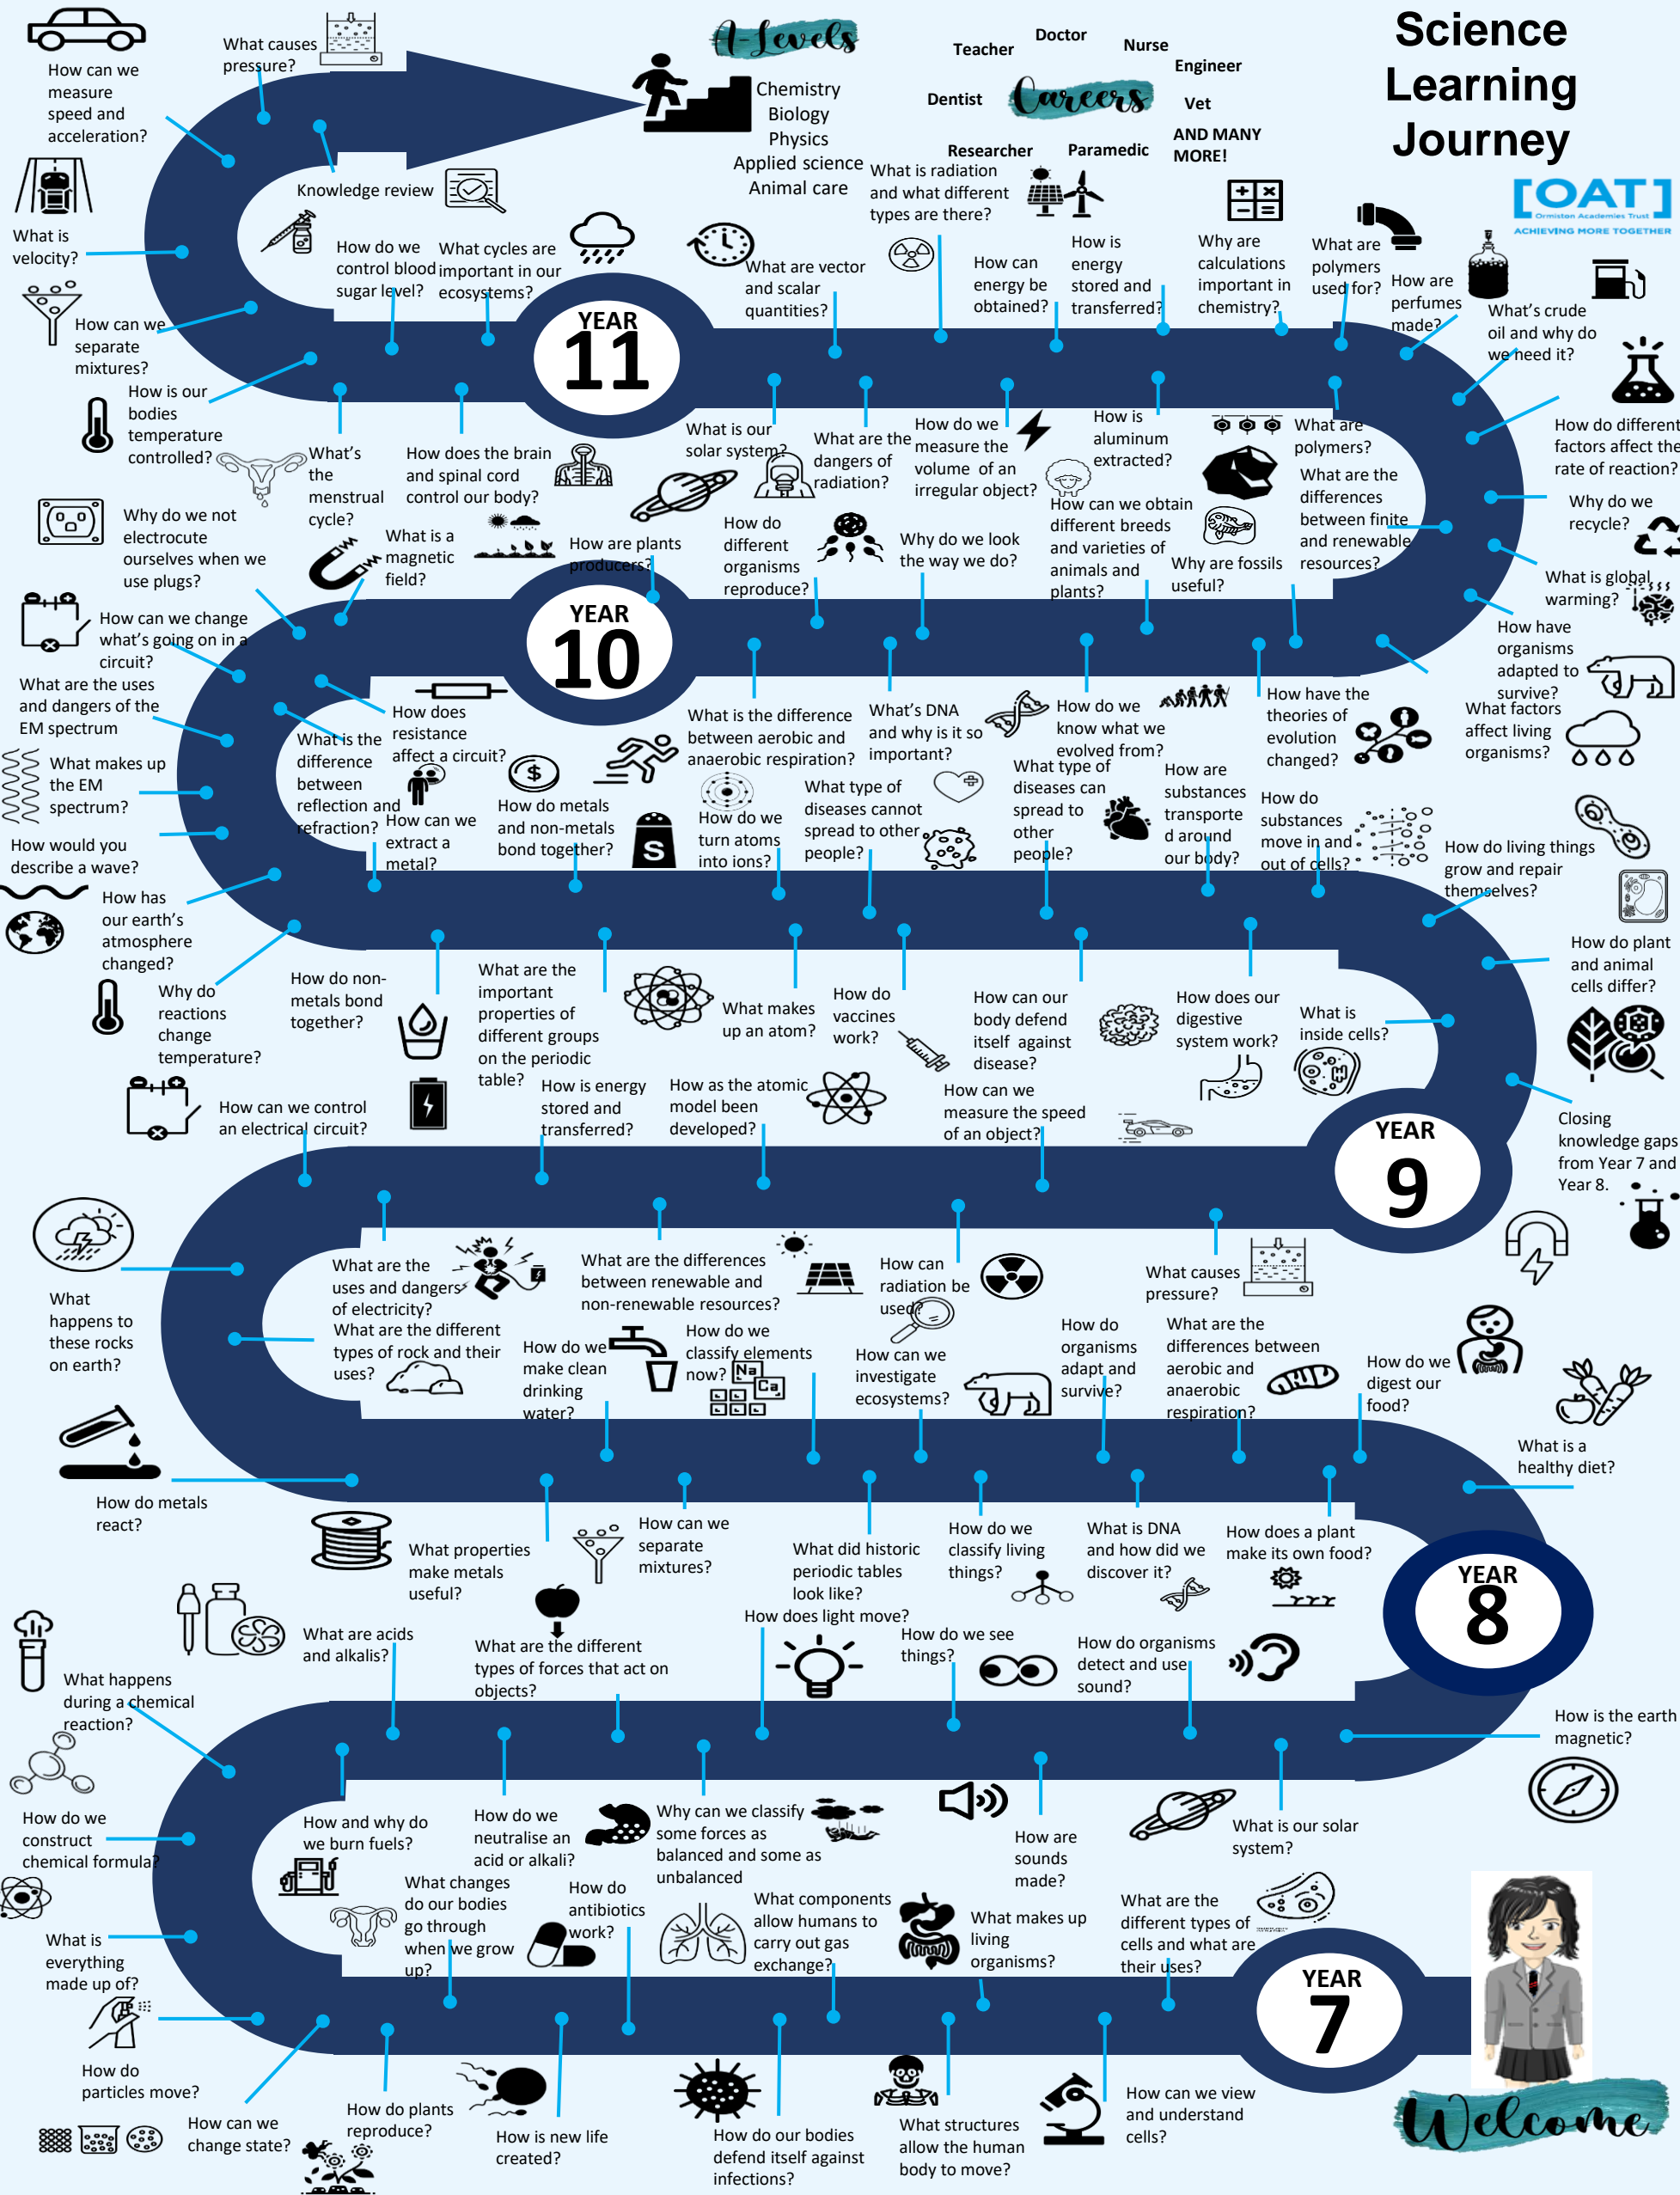 Science
Learning
Journey
[OAT]
Ormiston Academies Trust
ACHIEVING MORE TOGETHER
A-Levels
Chemistry
Biology
Physics
Applied science
Animal care
Careers
Teacher
Doctor
Nurse
Engineer
Dentist
Vet
Researcher
Paramedic
AND MANY
MORE!
What causes
pressure?
How can we
measure
speed and
acceleration?
Knowledge review
What is
velocity?
How can we
separate
mixtures?
How do we
control blood
sugar level?
What cycles are
important in our
ecosystems?
How is our
bodies
temperature
controlled?
What's
the
menstrual
cycle?
How does the brain
and spinal cord
control our body?
YEAR
11
What are vector
and scalar
quantities?
What is radiation
and what different
types are there?
How can
energy be
obtained?
How is
energy
stored and
transferred?
Why are
calculations
important in
chemistry?
What are
polymers
used for?
How are
perfumes
made?
What's crude
oil and why do
we need it?
What is our
solar system?
What are the
dangers of
radiation?
How do we
measure the
volume of an
irregular object?
How is
aluminum
extracted?
What are
polymers?
How do different
factors affect the
rate of reaction?
What are the
differences
between finite
and renewable
resources?
Why do we
recycle?
What is global
warming?
How have
organisms
adapted to
survive?
What factors
affect living
organisms?
Why do we not
electrocute
ourselves when we
use plugs?
What is a
magnetic
field?
How are plants
producers?
How do
different
organisms
reproduce?
Why do we look
the way we do?
How can we obtain
different breeds
and varieties of
animals and
plants?
Why are fossils
useful?
YEAR
10
How can we change
what's going on in a
circuit?
What are the uses
and dangers of the
EM spectrum
What makes up
the EM
spectrum?
How would you
describe a wave?
How has
our earth's
atmosphere
changed?
Why do
reactions
change
temperature?
How does
resistance
affect a circuit?
What is the
difference
between
reflection and
refraction?
What is the difference
between aerobic and
anaerobic respiration?
What's DNA
and why is it so
important?
How do we
know what we
evolved from?
How have the
theories of
evolution
changed?
How can we
extract a
metal?
How do metals
and non-metals
bond together?
S
How do we
turn atoms
into ions?
What type of
diseases cannot
spread to other
people?
What type of
diseases can
spread to
other
people?
How are
substances
transporte
d around
our body?
How do
substances
move in and
out of cells?
How do living things
grow and repair
themselves?
How do plant
and animal
cells differ?
How do non-
metals bond
together?
What are the
important
properties of
different groups
on the periodic
table?
What makes
up an atom?
How do
vaccines
work?
How can our
body defend
itself against
disease?
How does our
digestive
system work?
What is
inside cells?
Closing
knowledge gaps
from Year 7 and
Year 8.
YEAR
9
How can we control
an electrical circuit?
How is energy
stored and
transferred?
How as the atomic
model been
developed?
How can we
measure the speed
of an object?
What
happens to
these rocks
on earth?
What are the
uses and dangers
of electricity?
What are the differences
between renewable and
non-renewable resources?
How can
radiation be
used?
What causes
pressure?
What are the different
types of rock and their
uses?
How do we
make clean
drinking
water?
How do we
classify elements
now?
Na
Ca
How can we
investigate
ecosystems?
How do
organisms
adapt and
survive?
What are the
differences between
aerobic and
anaerobic
respiration?
How do we
digest our
food?
What is a
healthy diet?
How do metals
react?
What properties
make metals
useful?
How can we
separate
mixtures?
What did historic
periodic tables
look like?
How do we
classify living
things?
What is DNA
and how did we
discover it?
How does a plant
make its own food?
YEAR
8
What happens
during a chemical
reaction?
What are acids
and alkalis?
What are the different
types of forces that act on
objects?
How does light move?
How do we see
things?
How do organisms
detect and use
sound?
How is the earth
magnetic?
How do we
construct
chemical formula?
How and why do
we burn fuels?
How do we
neutralise an
acid or alkali?
Why can we classify
some forces as
balanced and some as
unbalanced
How are
sounds
made?
What is our solar
system?
What is
everything
made up of?
What changes
do our bodies
go through
when we grow
up?
How do
antibiotics
work?
What components
allow humans to
carry out gas
exchange?
What makes up
living
organisms?
What are the
different types of
cells and what are
their uses?
YEAR
7
How do
particles move?
How can we
change state?
How do plants
reproduce?
How is new life
created?
How do our bodies
defend itself against
infections?
What structures
allow the human
body to move?
How can we view
and understand
cells?
Welcome